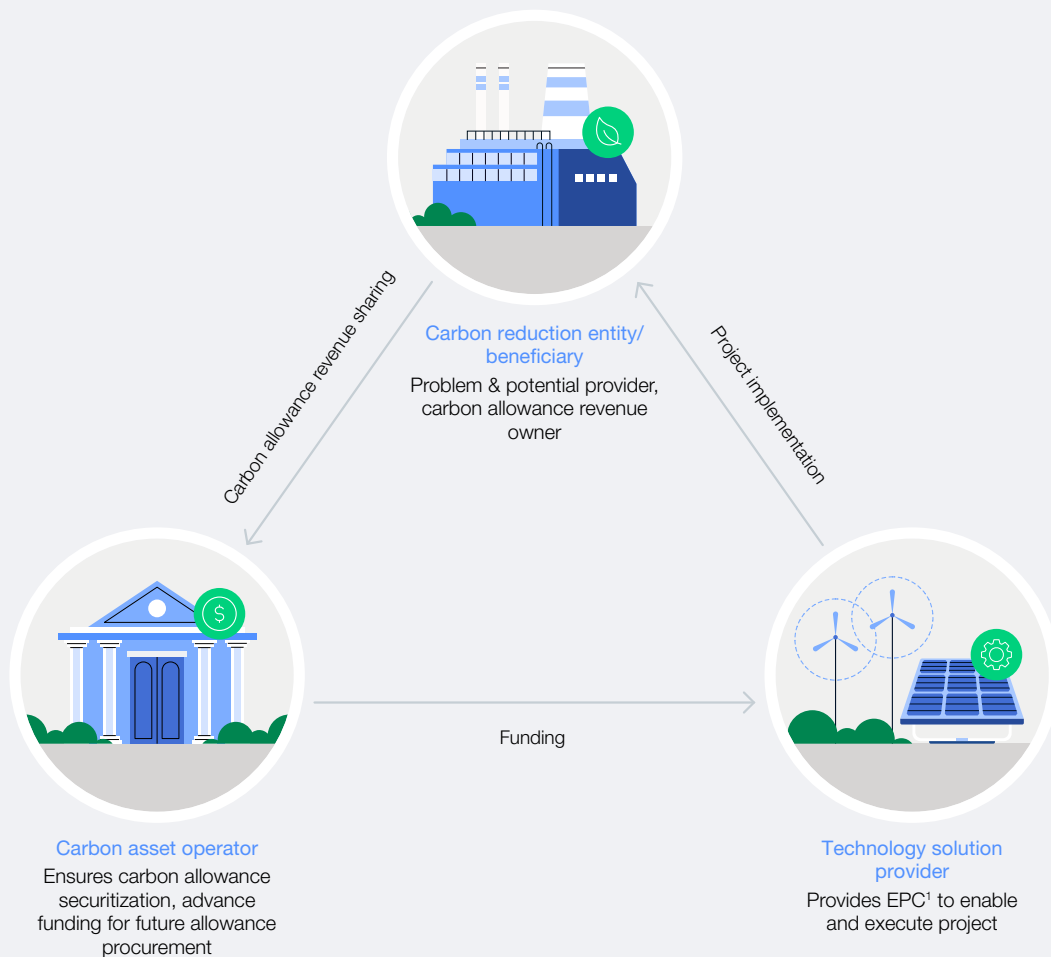 Carbon allowance revenue sharing
Project implementation
Carbon reduction entity/
beneficiary
Problem & potential provider,
carbon allowance revenue
owner
$
Funding
Carbon asset operator
Ensures carbon allowance
securitization, advance
funding for future allowance
procurement
Technology solution
provider
Provides EPC¹ to enable
and execute project